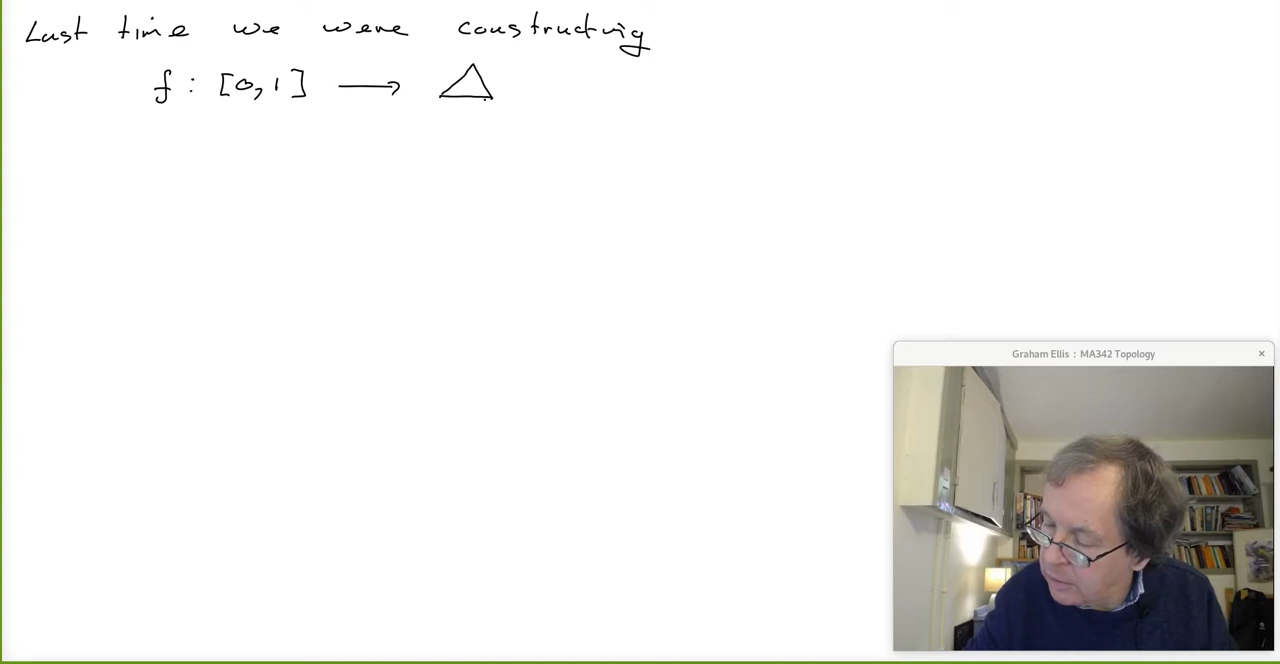 Last time we were constructing
f : [0, 1] ⟶ △
Graham Ellis : MA342 Topology ×